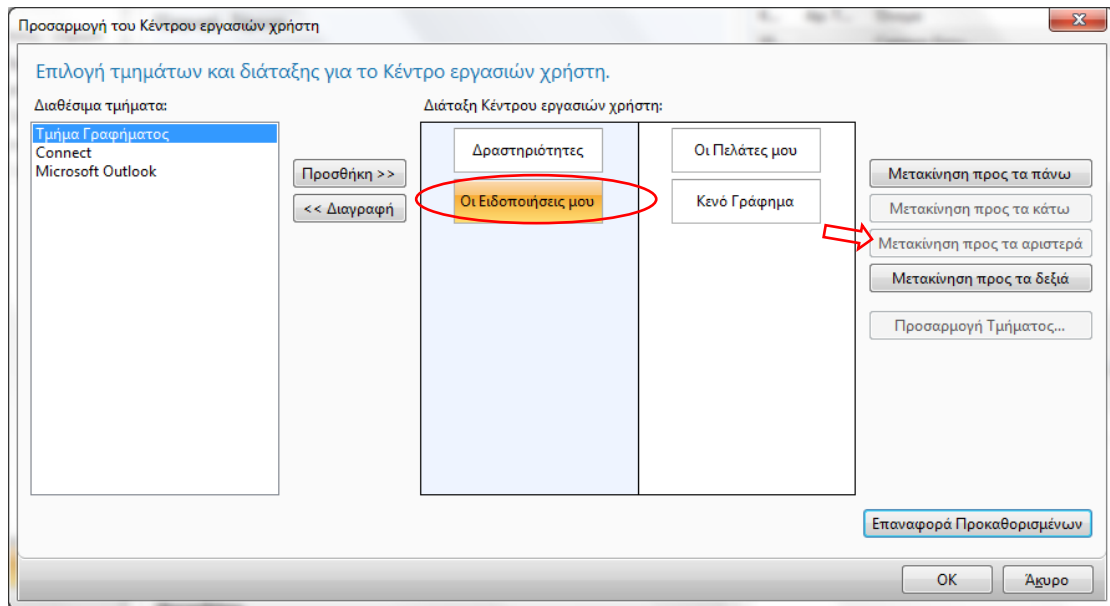 Προσαρμογή του Κέντρου εργασιών χρήστη
Επιλογή τμημάτων και διάταξης για το Κέντρο εργασιών χρήστη.
Διαθέσιμα τμήματα:
Διάταξη Κέντρου εργασιών χρήστη:
Τμήμα Γραφήματος
Connect
Microsoft Outlook
Προσθήκη >>
<< Διαγραφή
Δραστηριότητες
Οι Ειδοποιήσεις μου
Οι Πελάτες μου
Κενό Γράφημα
Μετακίνηση προς τα πάνω
Μετακίνηση προς τα κάτω
Μετακίνηση προς τα αριστερά
Μετακίνηση προς τα δεξιά
Προσαρμογή Τμήματος...
Επαναφορά Προκαθορισμένων
OK
Άκυρο